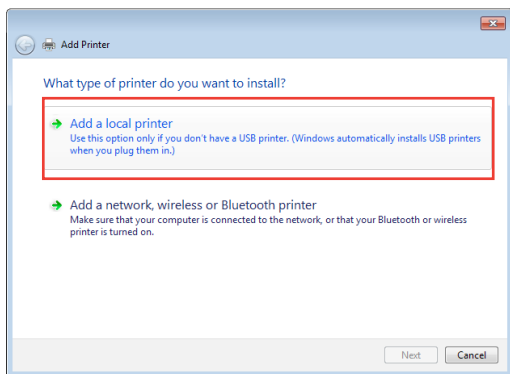 Add Printer
What type of printer do you want to install?
Add a local printer
Use this option only if you don't have a USB printer. (Windows automatically installs USB printers
when you plug them in.)
Add a network, wireless or Bluetooth printer
Make sure that your computer is connected to the network, or that your Bluetooth or wireless
printer is turned on.
Next
Cancel